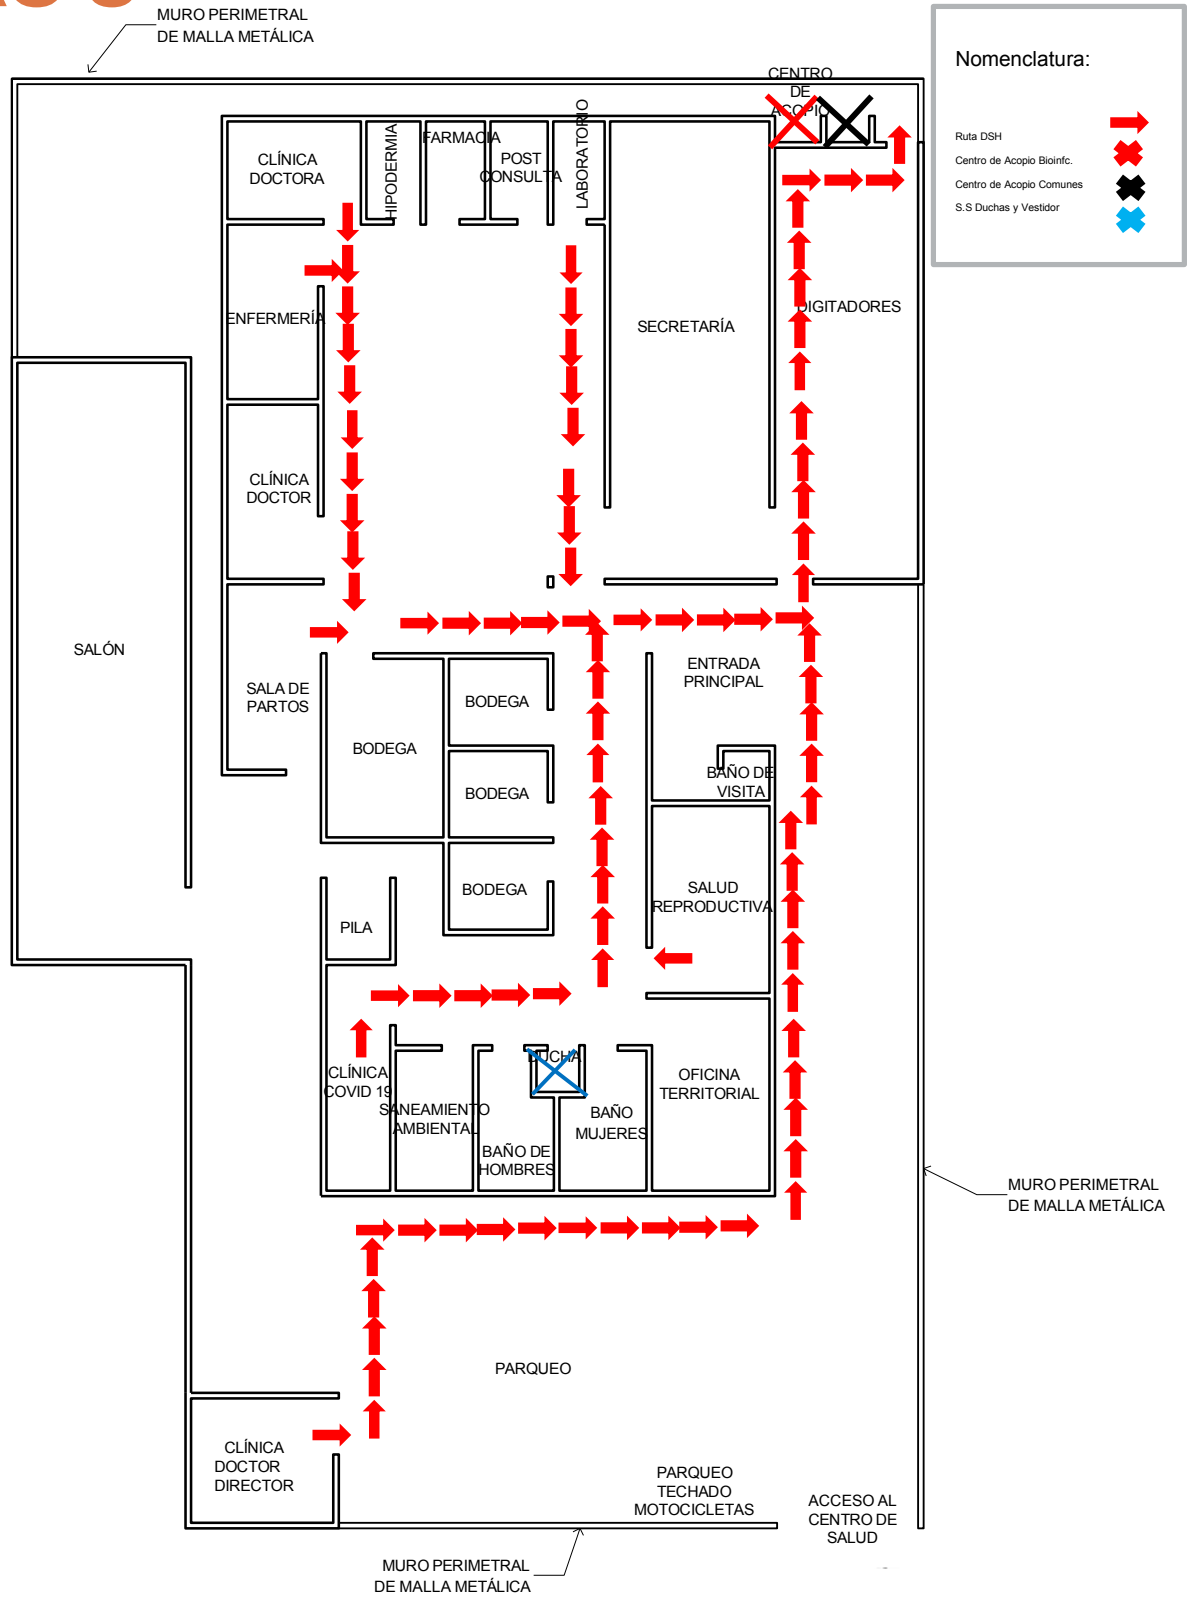 MURO PERIMETRAL
DE MALLA METÁLICA
Nomenclatura:
Ruta DSH
Centro de Acopio Bioinfc.
Centro de Acopio Comunes
S.S Duchas y Vestidor
CENTRO
DE
ACOPIO
CLÍNICA
DOCTORA
HIPODERMIA
FARMACIA
POST
CONSULTA
LABORATORIO
ENFERMERÍA
SECRETARÍA
DIGITADORES
CLÍNICA
DOCTOR
SALÓN
SALA DE
PARTOS
BODEGA
BODEGA
BODEGA
BODEGA
ENTRADA
PRINCIPAL
BAÑO DE
VISITA
SALUD
REPRODUCTIVA
PILA
CLÍNICA
COVID 19
SANEAMIENTO
AMBIENTAL
BAÑO DE
HOMBRES
DUCHA
BAÑO
MUJERES
OFICINA
TERRITORIAL
MURO PERIMETRAL
DE MALLA METÁLICA
PARQUEO
CLÍNICA
DOCTOR
DIRECTOR
PARQUEO
TECHADO
MOTOCICLETAS
ACCESO AL
CENTRO DE
SALUD
MURO PERIMETRAL
DE MALLA METÁLICA